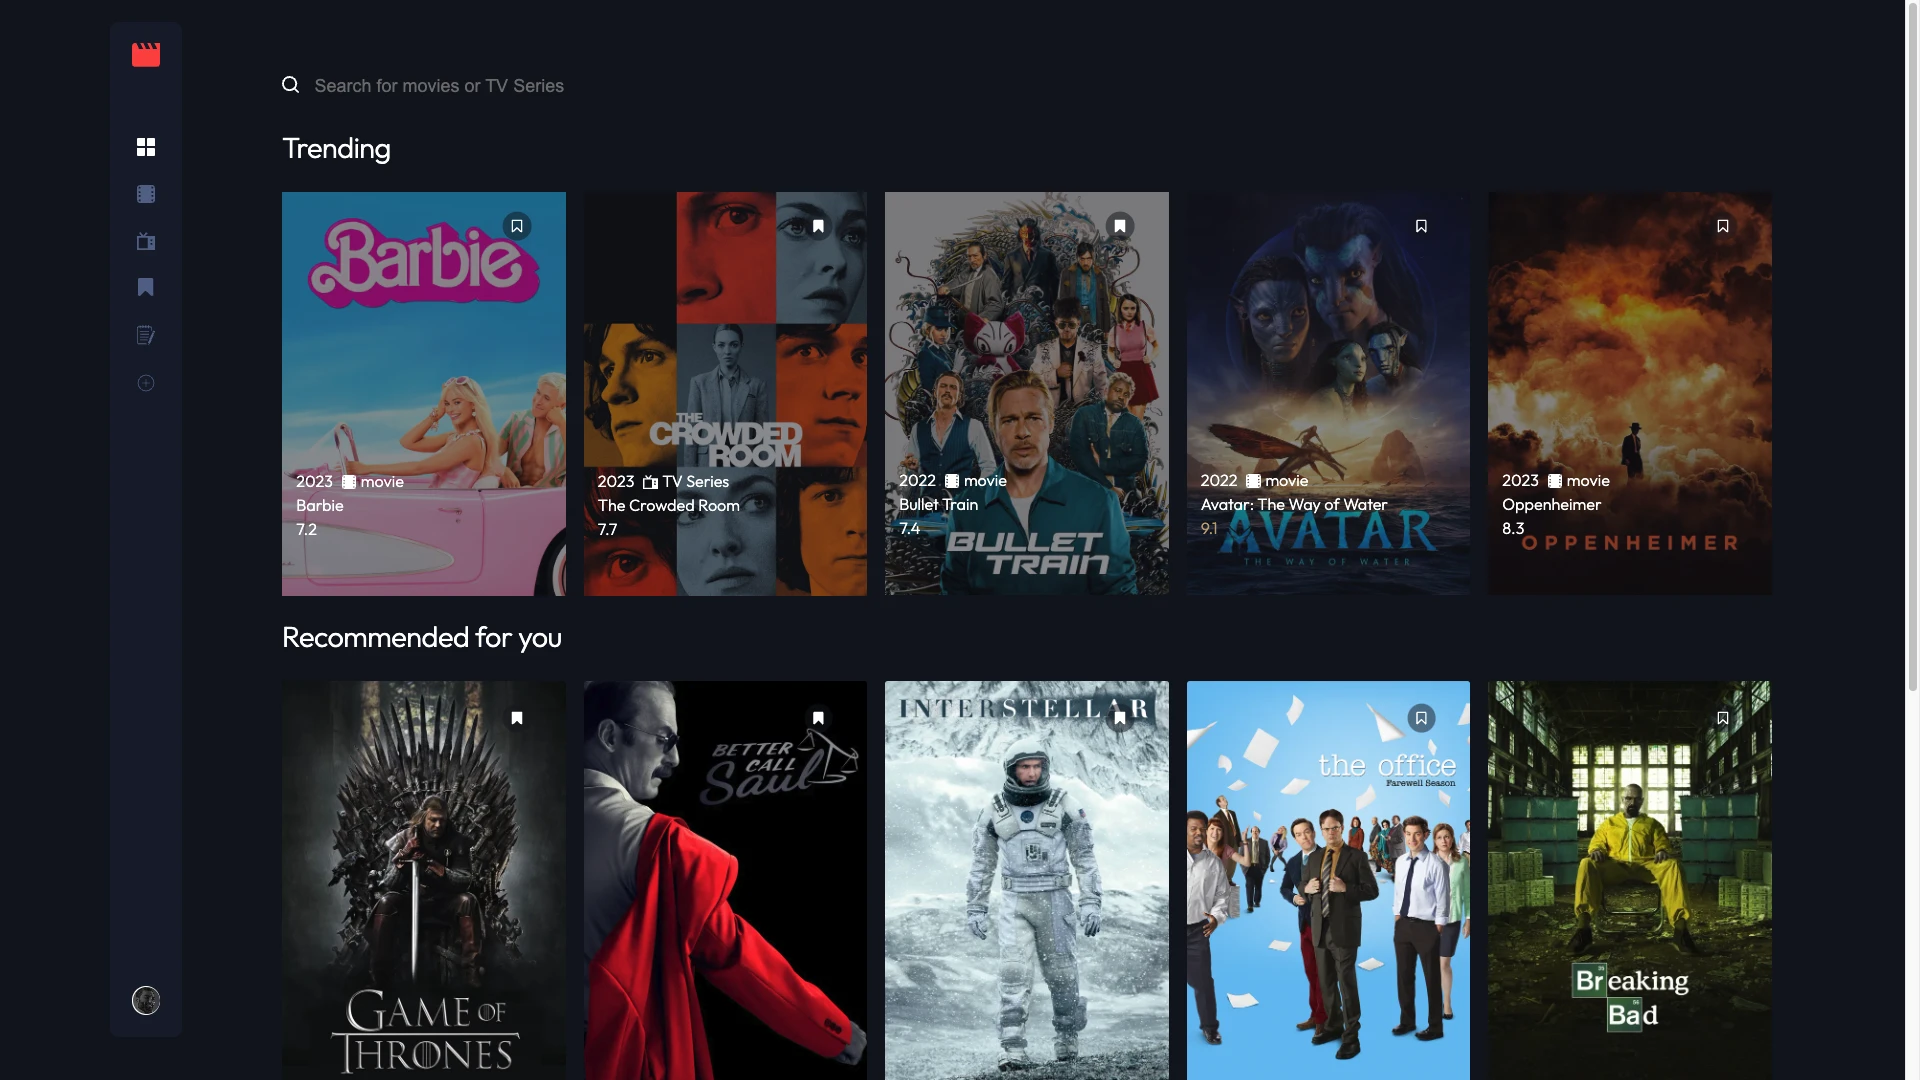 Search for movies or TV Series
Trending
Barbie
2023 movie
Barbie
7.2
THE
CROWDED
ROOM
2023 TV Series
The Crowded Room
7.7
2022 movie
Bullet Train
7.4
BULLET
TRAIN
2022 movie
Avatar: The Way of Water
9.1
AVATAR
THE WAY OF WATER
2023 movie
Oppenheimer
8.3
OPPENHEIMER
Recommended for you
GAME OF
THRONES
BETTER
CALL
Saul
INTERSTELLAR
the office
Farewell Season
Breaking
Bad